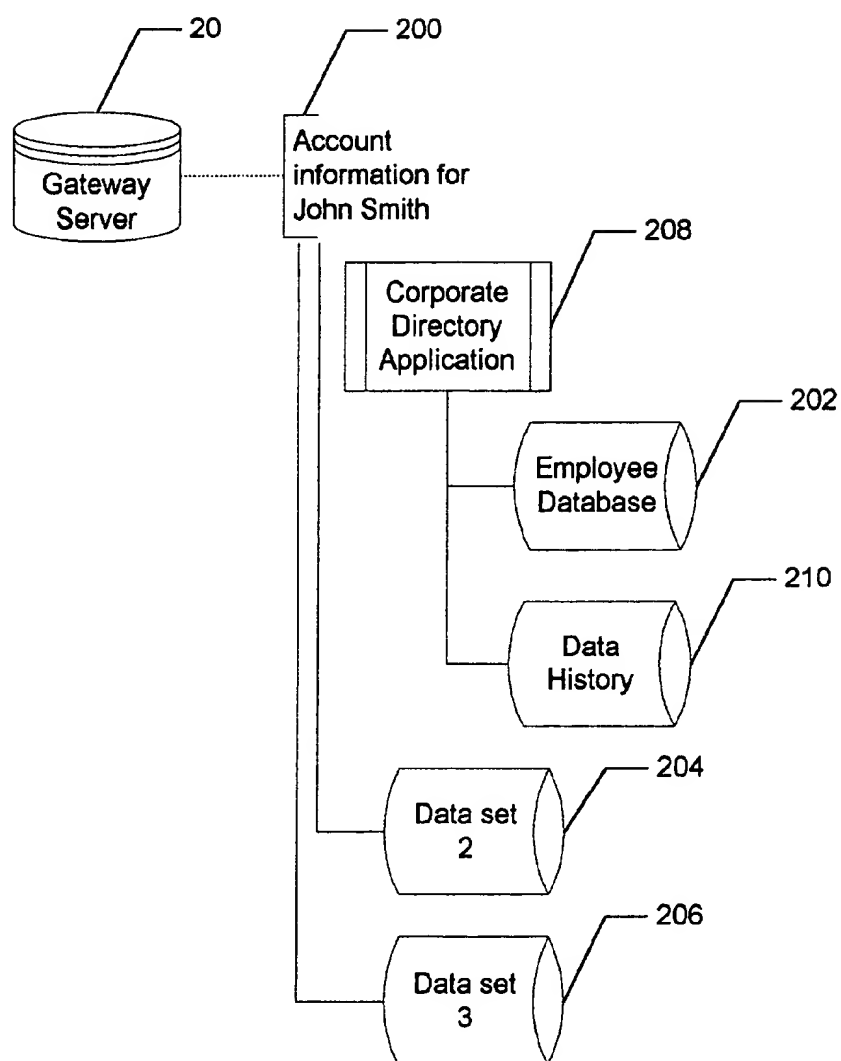 20
200
Gateway
Server
Account
information for
John Smith
208
Corporate
Directory
Application
202
Employee
Database
210
Data
History
204
Data set
2
206
Data set
3